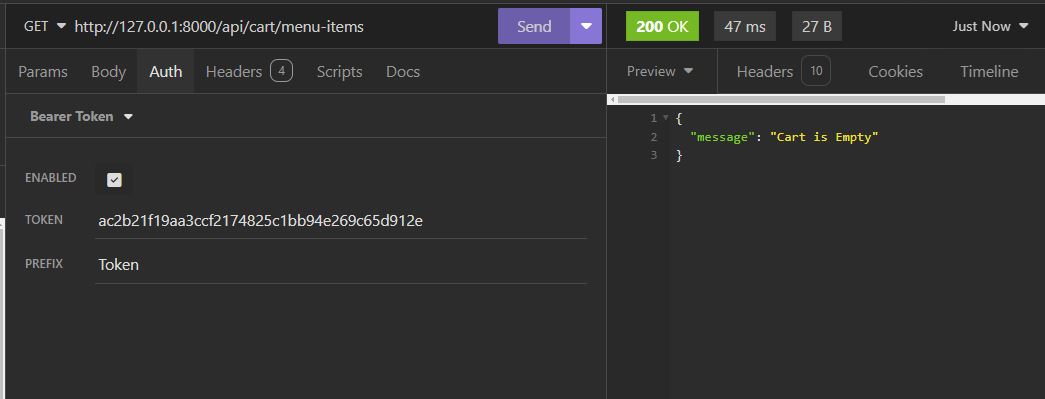 GET http://127.0.0.1:8000/api/cart/menu-items Send
Params Body Auth Headers 4 Scripts Docs
Bearer Token
ENABLED
TOKEN ac2b21f19aa3ccf2174825c1bb94e269c65d912e
PREFIX Token
200 OK 47 ms 27 B Just Now
Preview Headers 10 Cookies Timeline
1 {
2 "message": "Cart is Empty"
3 }